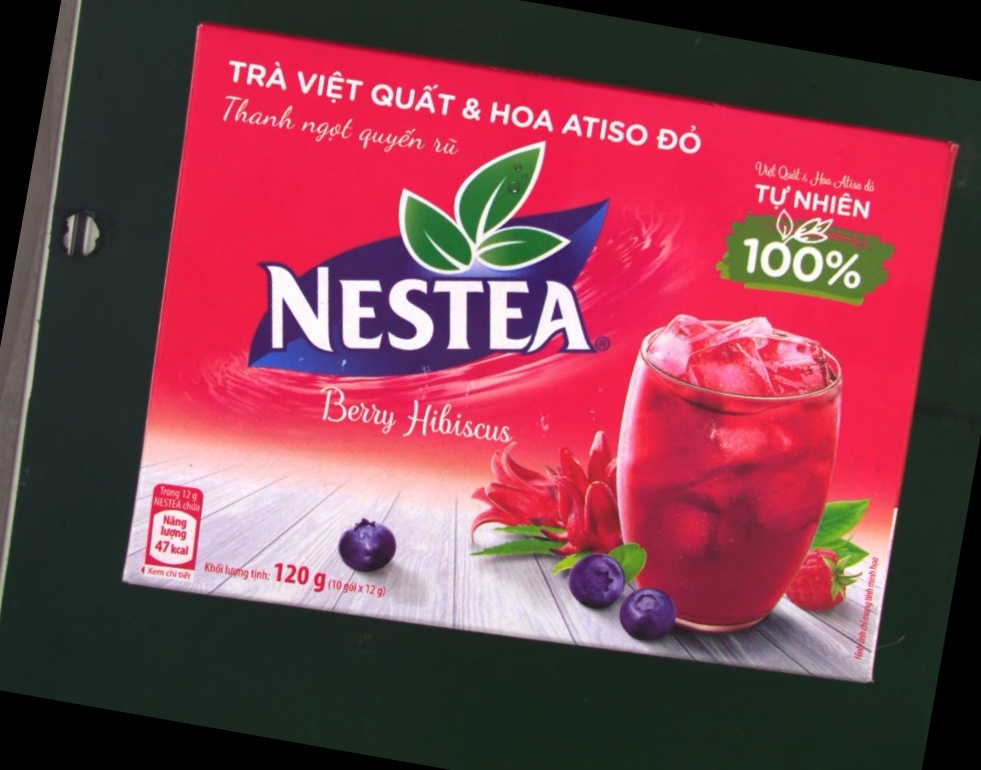 TRÀ VIỆT QUẤT & HOA ATISO ĐỎ
Thanh ngọt quyến rũ
Việt Quất & Hoa Atiso đỏ
TỰ NHIÊN
100%
NESTEA®
Berry Hibiscus
Trong 12 g
NESTEA chứa
Năng
lượng
47 kcal
Xem chi tiết
Khối lượng tịnh: 120 g (10 gói x 12 g)
Hình ảnh chỉ mang tính minh họa